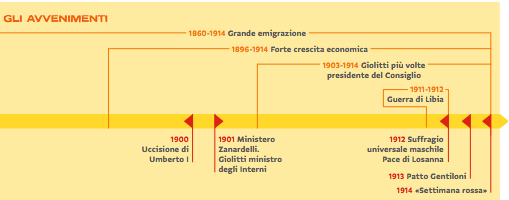 GLI AVVENIMENTI
1860-1914 Grande emigrazione
1896-1914 Forte crescita economica
1903-1914 Giolitti più volte
presidente del Consiglio
1911-1912
Guerra di Libia
1900
Uccisione di
Umberto I
1901 Ministero
Zanardelli.
Giolitti ministro
degli Interni
1912 Suffragio
universale maschile
Pace di Losanna
1913 Patto Gentiloni
1914 «Settimana rossa»